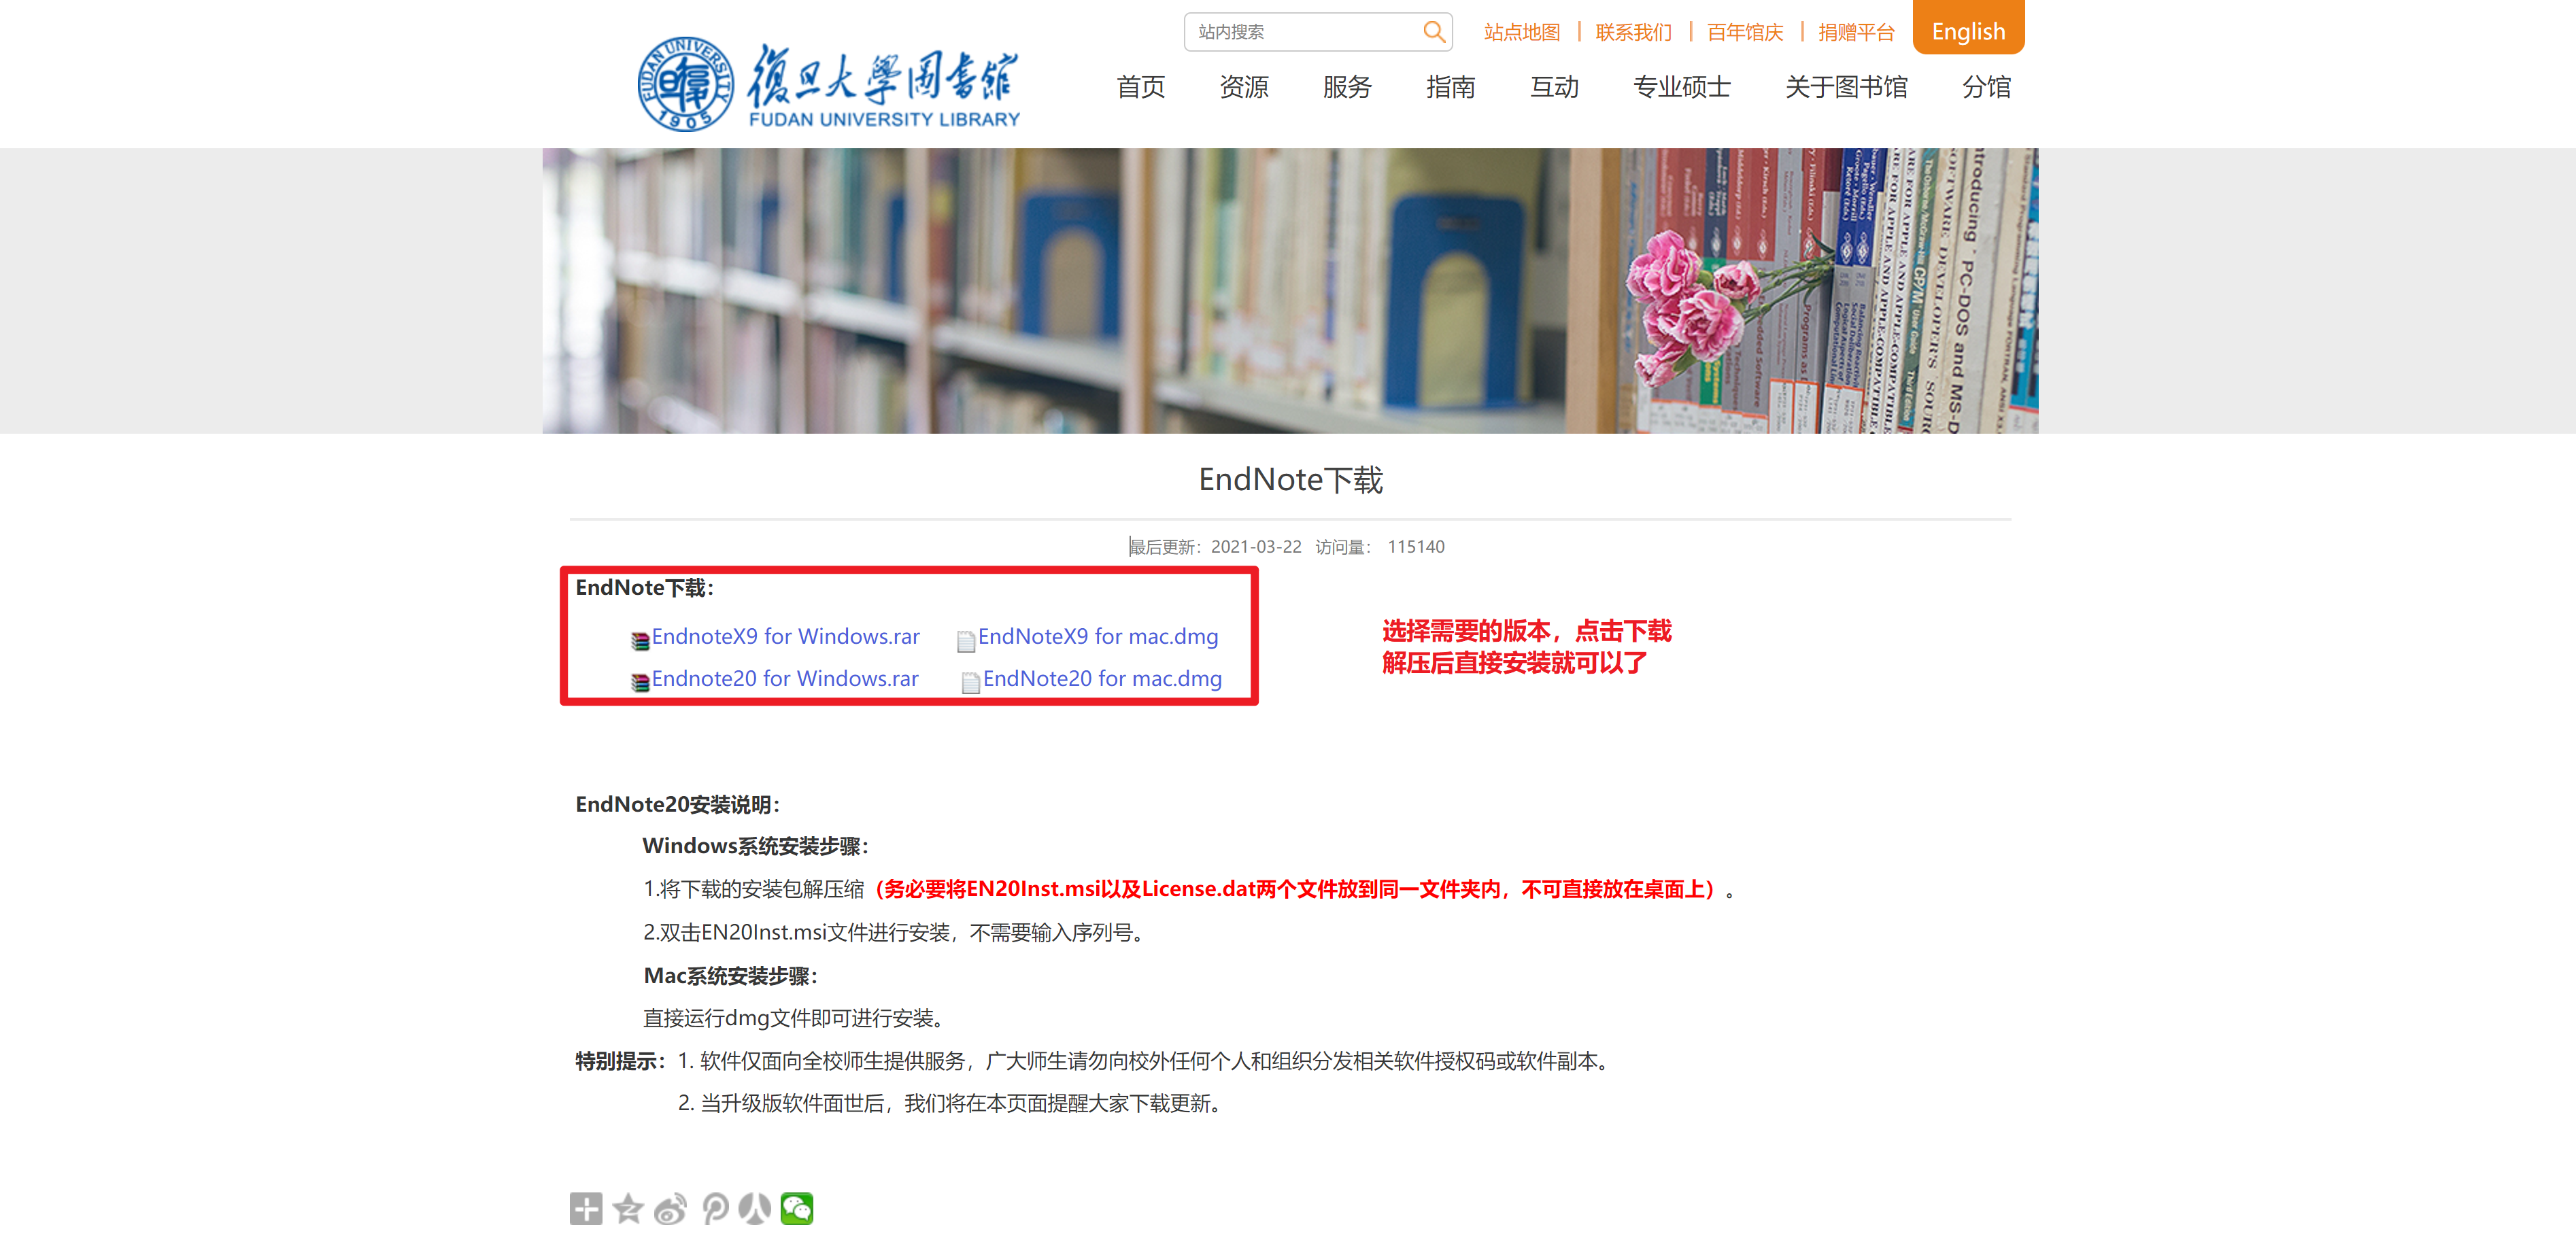 站内搜索
站点地图 | 联系我们 | 百年馆庆 | 捐赠平台
English
FUDAN UNIVERSITY
1905
復旦大學圖書館
FUDAN UNIVERSITY LIBRARY
首页 资源 服务 指南 互动 专业硕士 关于图书馆 分馆
EndNote下载
最后更新：2021-03-22 访问量： 115140
EndNote下载：
EndnoteX9 for Windows.rar EndNoteX9 for mac.dmg
Endnote20 for Windows.rar EndNote20 for mac.dmg
选择需要的版本，点击下载
解压后直接安装就可以了
EndNote20安装说明：
Windows系统安装步骤：
1.将下载的安装包解压缩（务必要将EN20Inst.msi以及License.dat两个文件放到同一文件夹内，不可直接放在桌面上）。
2.双击EN20Inst.msi文件进行安装，不需要输入序列号。
Mac系统安装步骤：
直接运行dmg文件即可进行安装。
特别提示：1. 软件仅面向全校师生提供服务，广大师生请勿向校外任何个人和组织分发相关软件授权码或软件副本。
2. 当升级版软件面世后，我们将在本页面提醒大家下载更新。